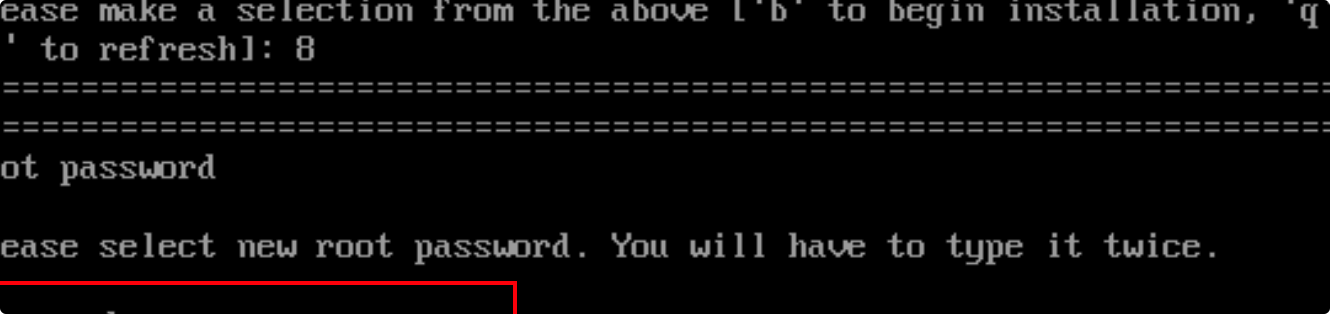 ease make a selection from the above ['b' to begin installation, 'q
' to refresh]: 8
================================================================================
================================================================================
ot password
ease select new root password. You will have to type it twice.